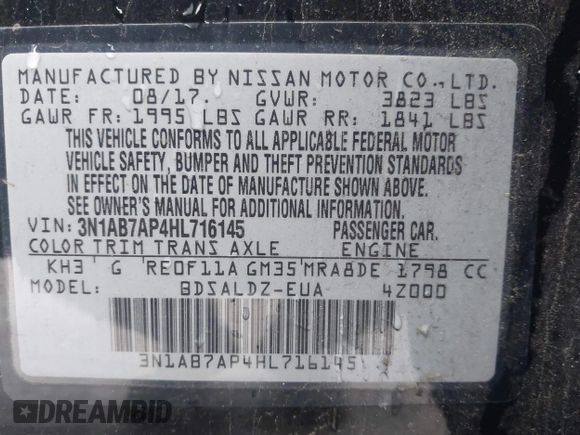 MANUFACTURED BY NISSAN MOTOR CO.,LTD.
DATE: 08/17. GVWR: 3823 LBS
GAWR FR: 1995 LBS GAWR RR: 1841 LBS
THIS VEHICLE CONFORMS TO ALL APPLICABLE FEDERAL MOTOR
VEHICLE SAFETY, BUMPER AND THEFT PREVENTION STANDARDS
IN EFFECT ON THE DATE OF MANUFACTURE SHOWN ABOVE.
SEE OWNER'S MANUAL FOR ADDITIONAL INFORMATION.
VIN: 3N1AB7AP4HL716145 PASSENGER CAR.
COLOR TRIM TRANS AXLE ENGINE
KH3 G RE0F11A GM35 MRA8DE 1798 CC
MODEL BDSALDZ-EUA 4Z000
3N1AB7AP4HL716145
DREAMBID